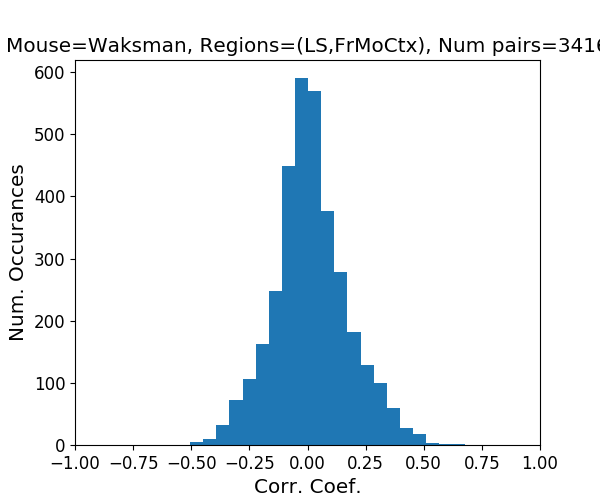 Mouse=Waksman, Regions=(LS,FrMoCtx), Num pairs=3416
600
500
400
300
200
100
0
Num. Occurances
−1.00 −0.75 −0.50 −0.25 0.00 0.25 0.50 0.75 1.00
Corr. Coef.